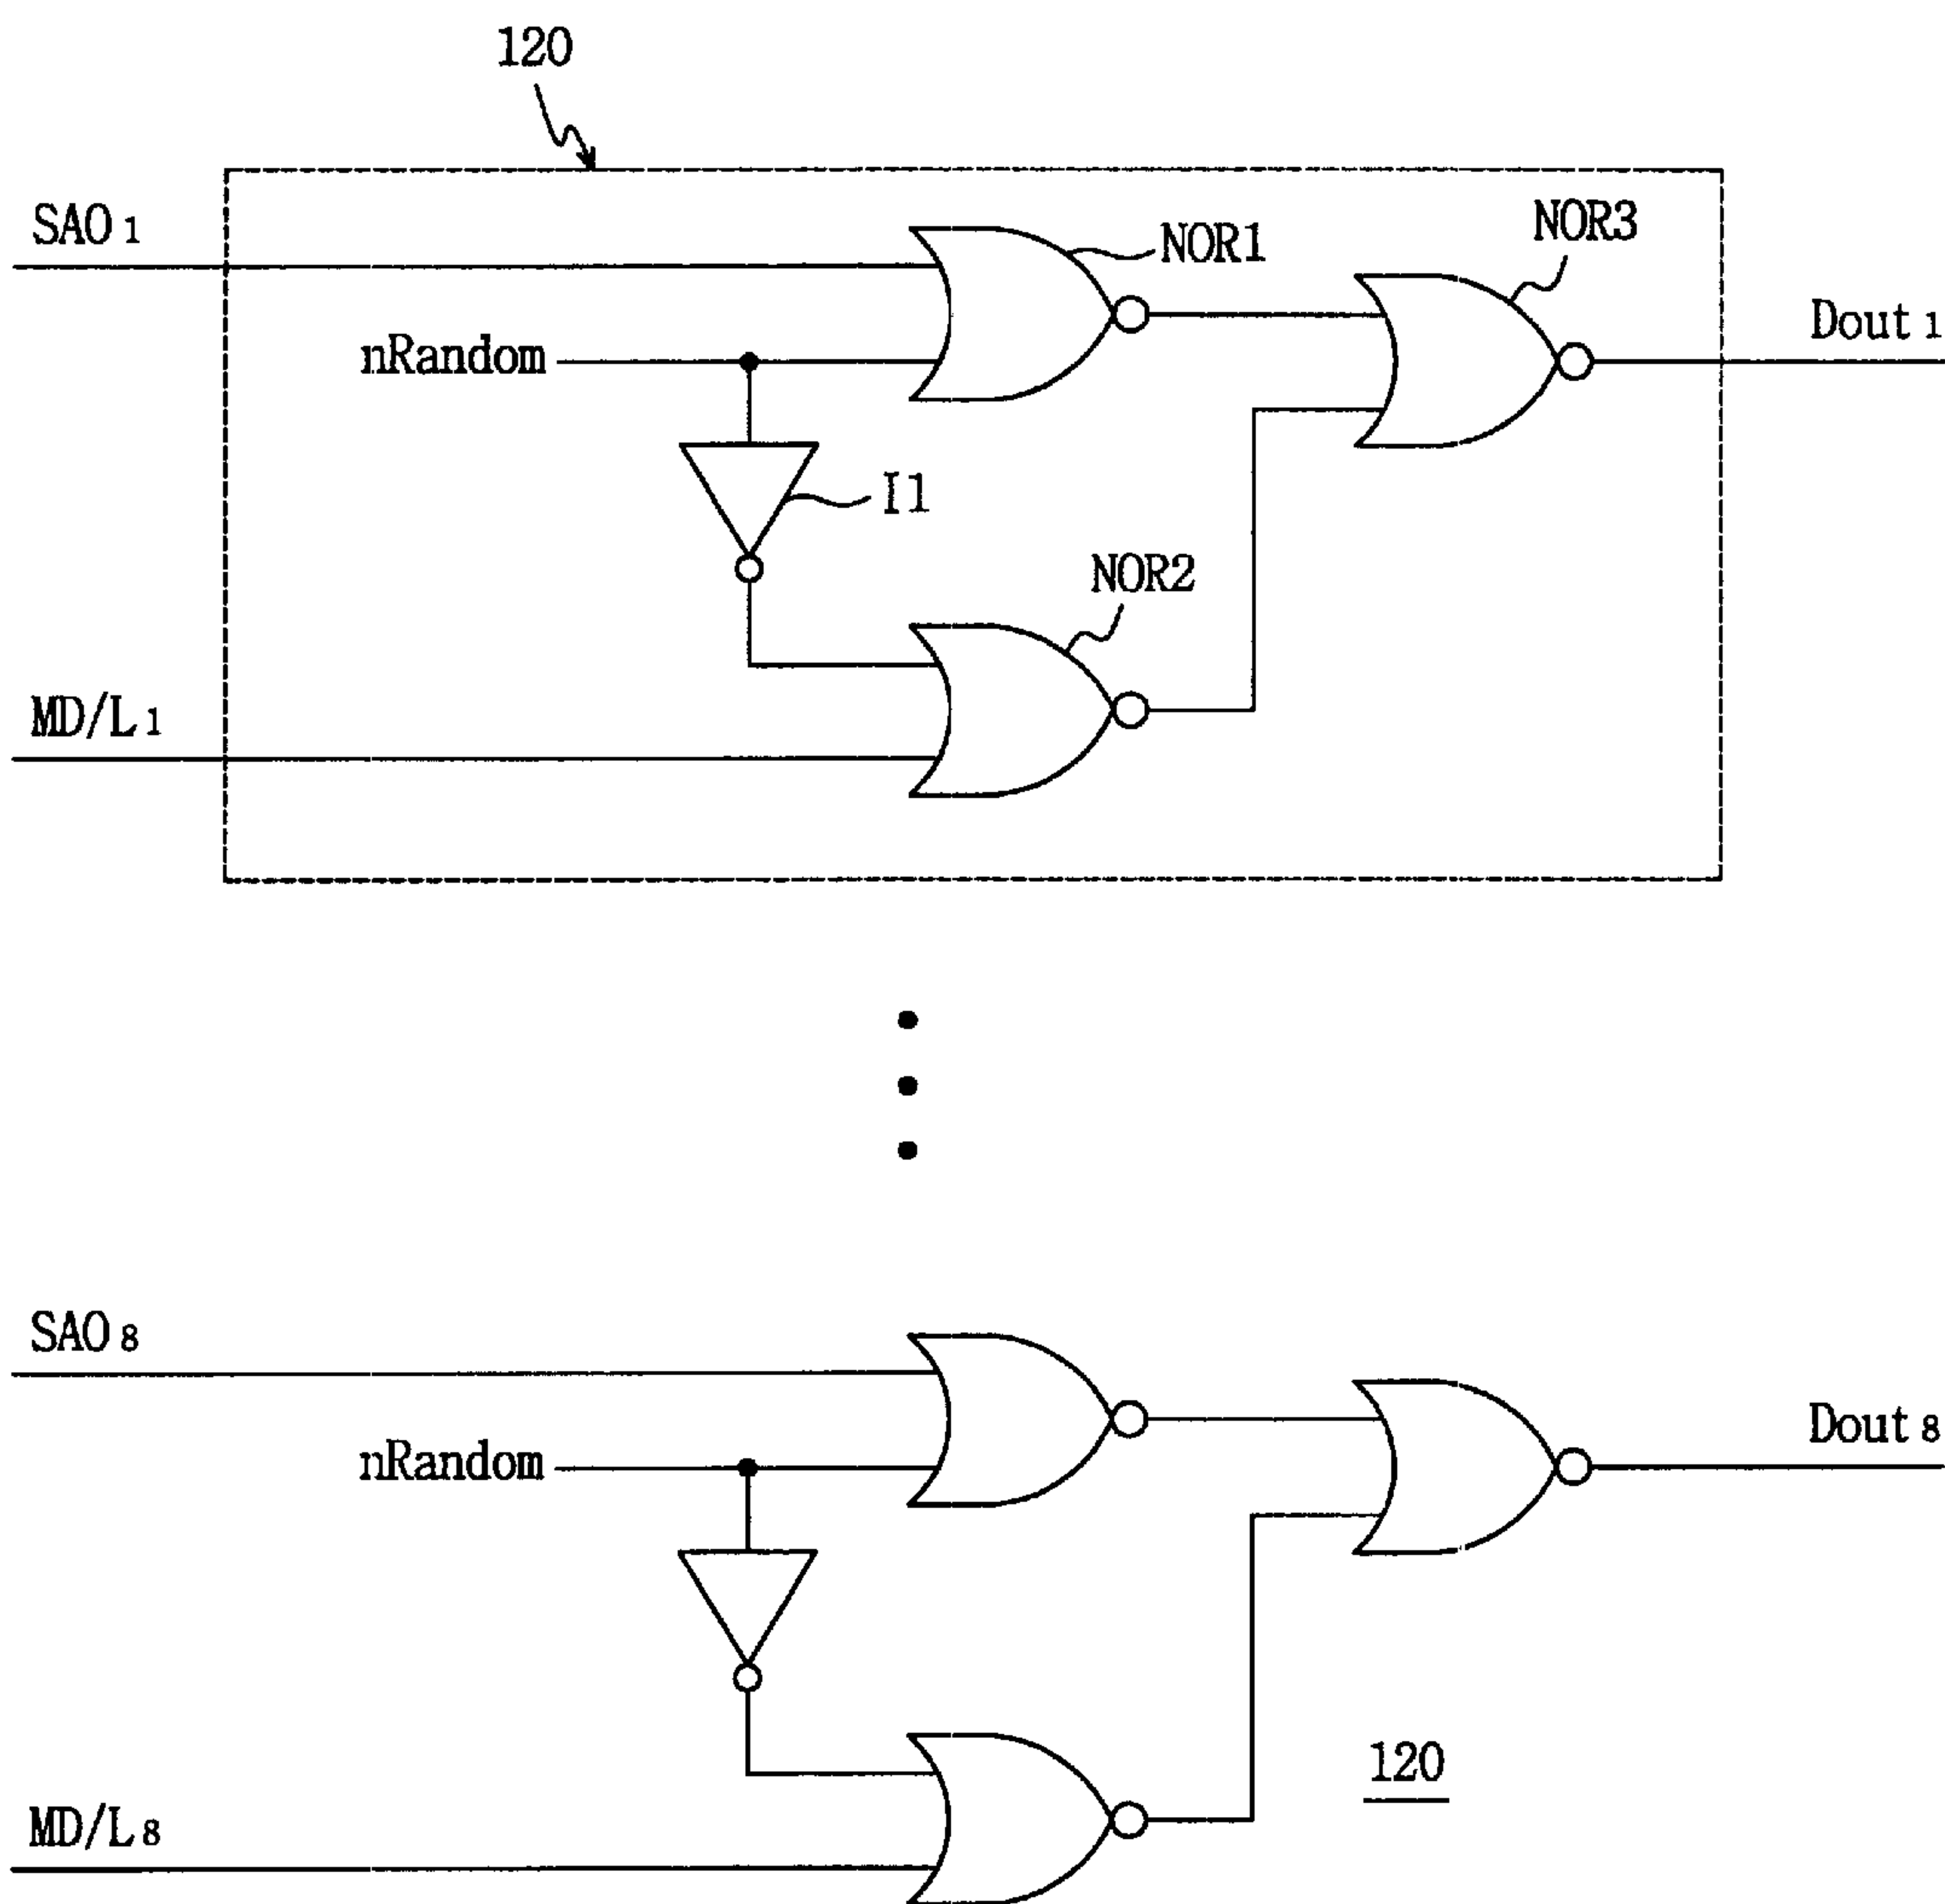 120
SAO1
NOR1
NOR3
Dout1
nRandom
I1
NOR2
MD/L1
SAO8
Dout8
nRandom
120
MD/L8